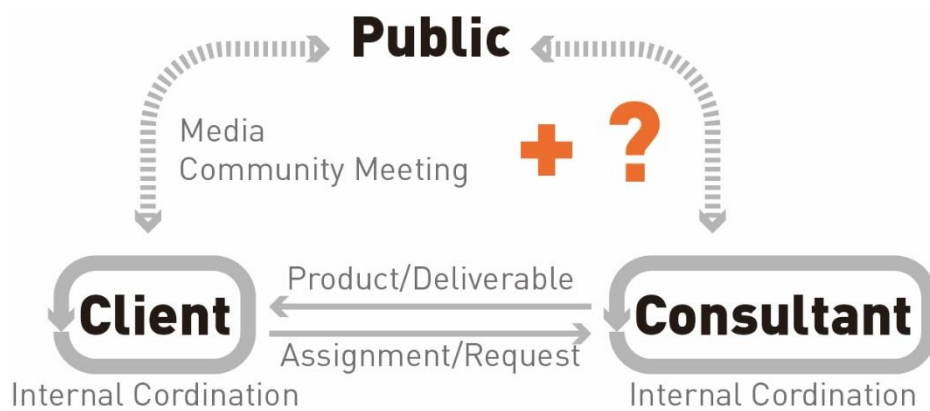 Public
Media
Community Meeting
+ ?
Product/Deliverable
Client
Consultant
Assignment/Request
Internal Cordination
Internal Cordination